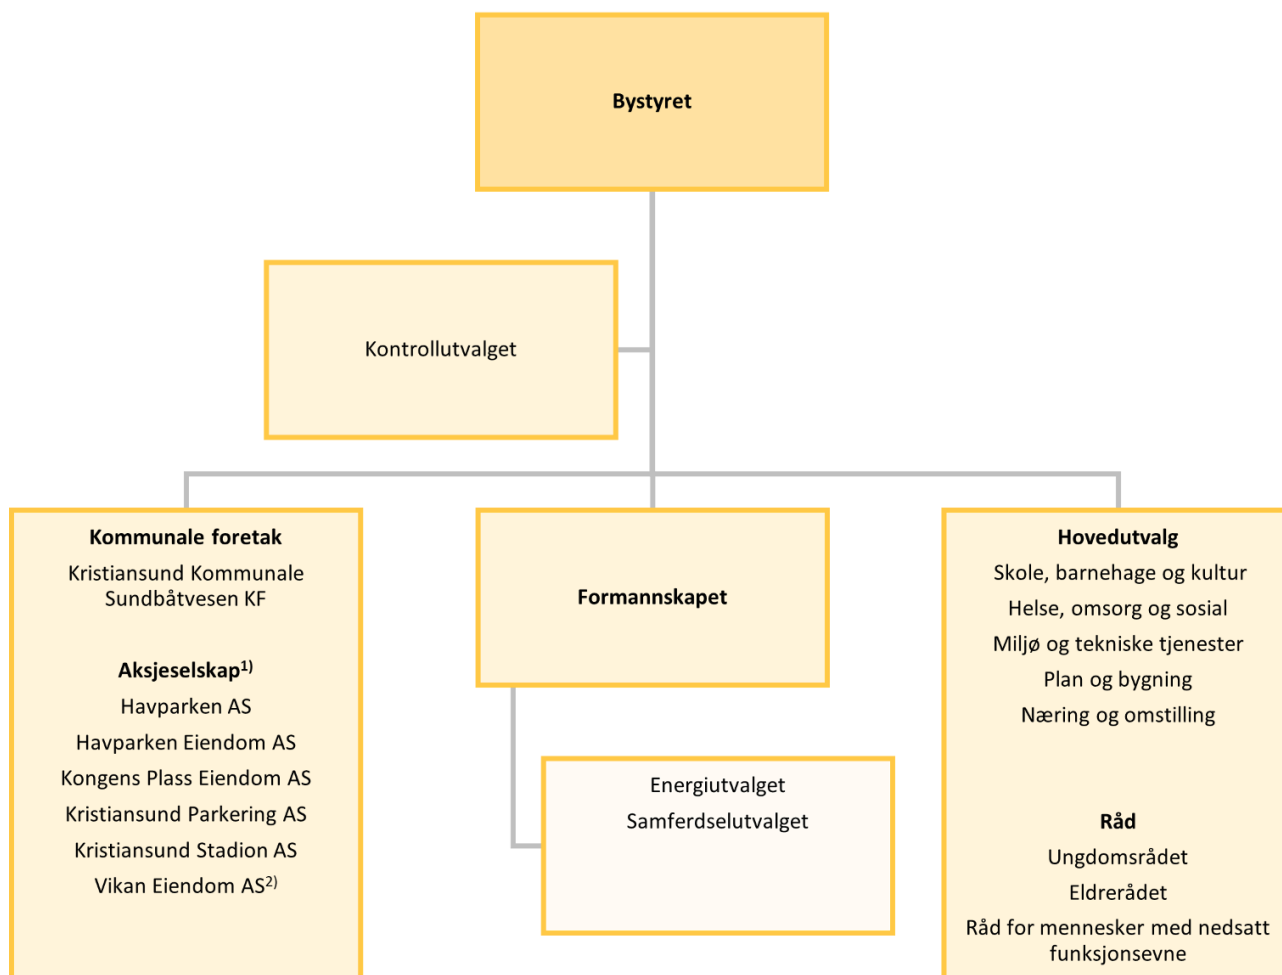 Bystyret
Kontrollutvalget
Kommunale foretak
Kristiansund Kommunale
Sundbåtvesen KF
Aksjeselskap1)
Havparken AS
Havparken Eiendom AS
Kongens Plass Eiendom AS
Kristiansund Parkering AS
Kristiansund Stadion AS
Vikan Eiendom AS2)
Formannskapet
Energiutvalget
Samferdselutvalget
Hovedutvalg
Skole, barnehage og kultur
Helse, omsorg og sosial
Miljø og tekniske tjenester
Plan og bygning
Næring og omstilling
Råd
Ungdomsrådet
Eldrerådet
Råd for mennesker med nedsatt
funksjonsevne